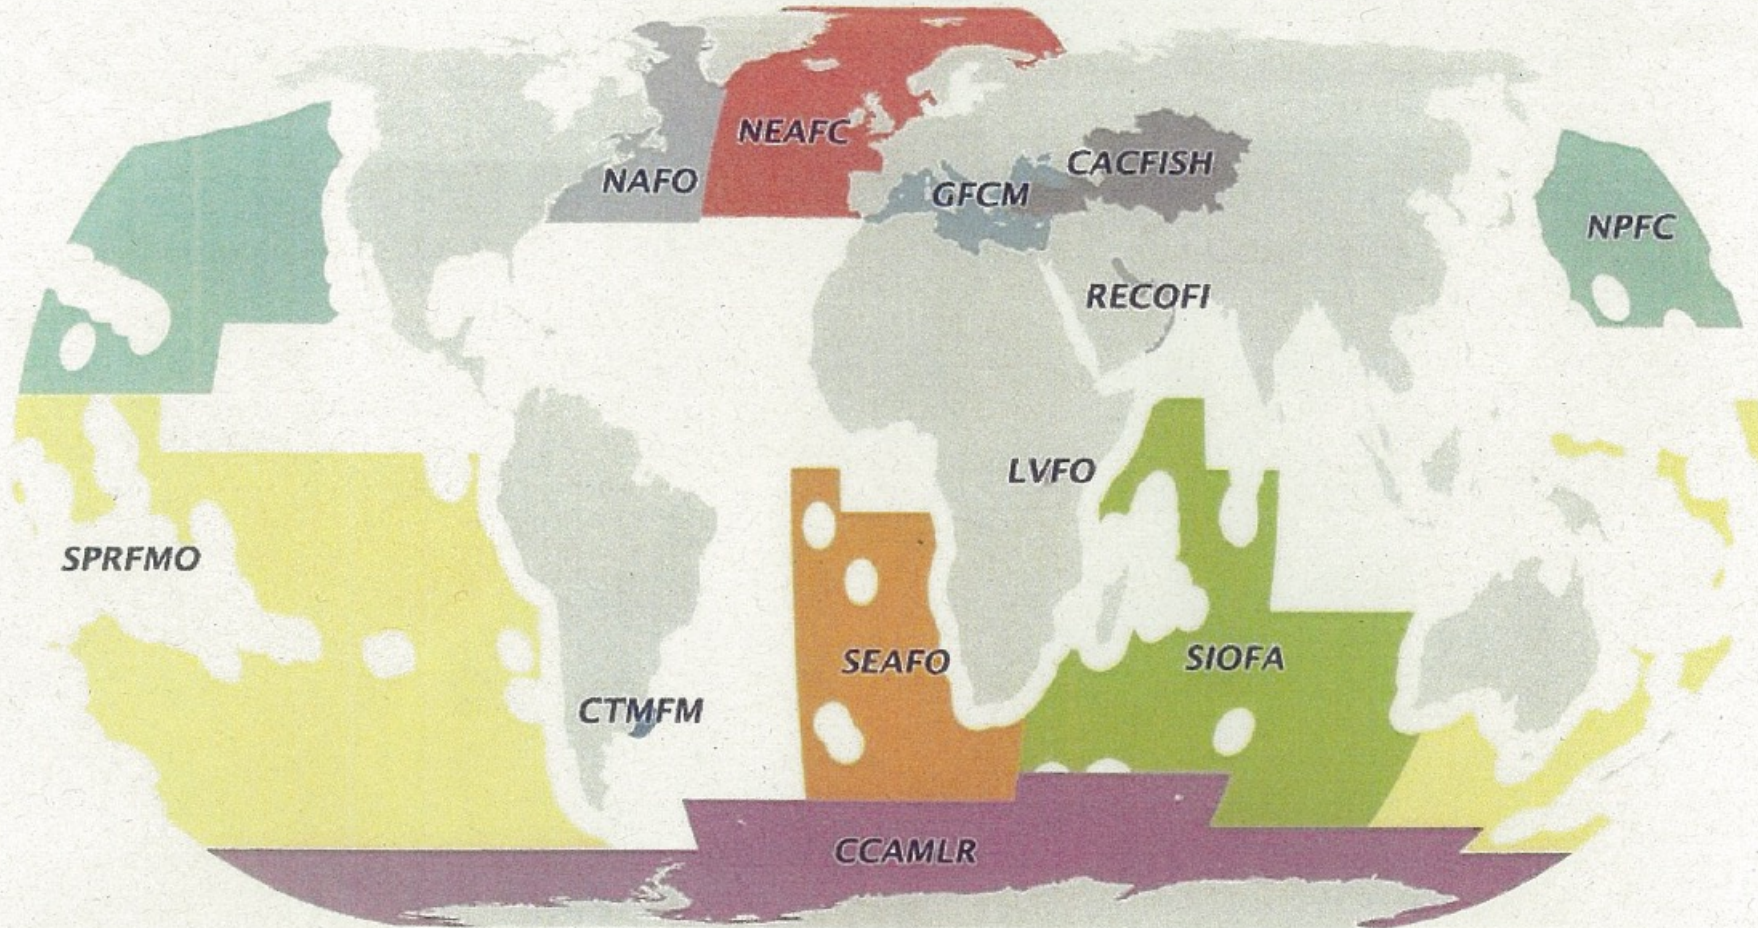 NEAFC
CACFISH
NAFO
GFCM
NPFC
RECOFI
LVFO
SPRFMO
SEAFO
SIOFA
CTMFM
CCAMLR